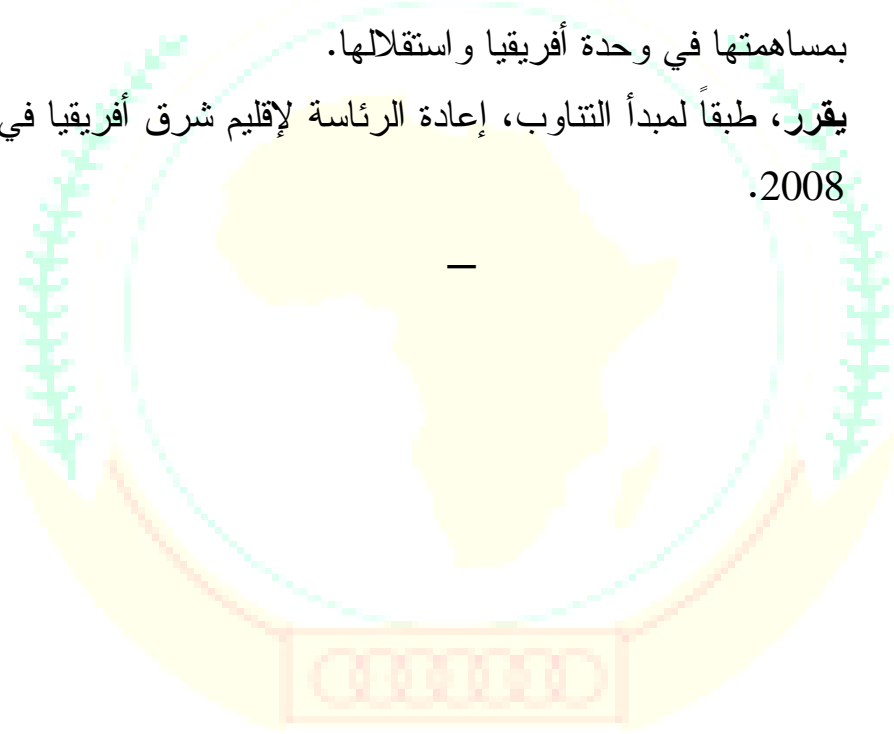 بمساهمتها في وحدة أفريقيا واستقلالها.
يقرر، طبقاً لمبدأ التناوب، إعادة الرئاسة لإقليم شرق أفريقيا في
2008.